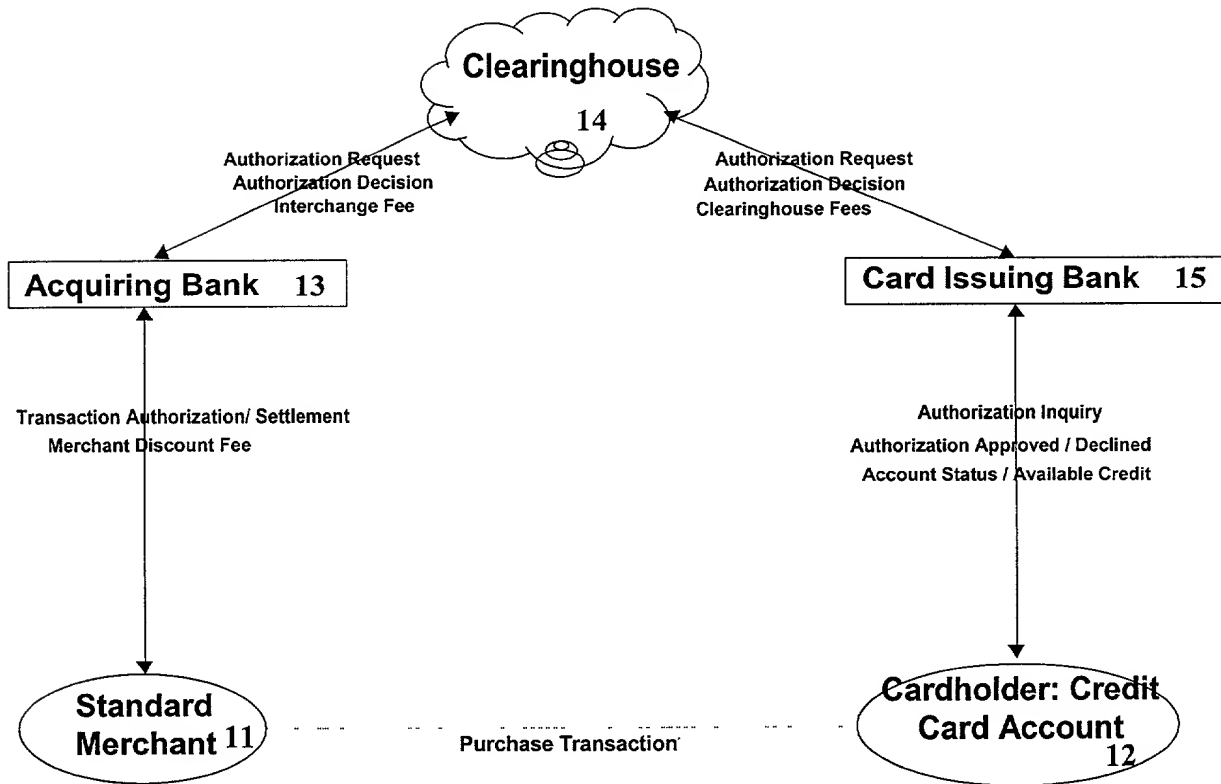 Clearinghouse
14
Authorization Request
Authorization Decision
Interchange Fee
Authorization Request
Authorization Decision
Clearinghouse Fees
Acquiring Bank 13
Card Issuing Bank 15
Transaction Authorization/ Settlement
Merchant Discount Fee
Authorization Inquiry
Authorization Approved / Declined
Account Status / Available Credit
Standard
Merchant 11
Purchase Transaction
Cardholder: Credit
Card Account
12